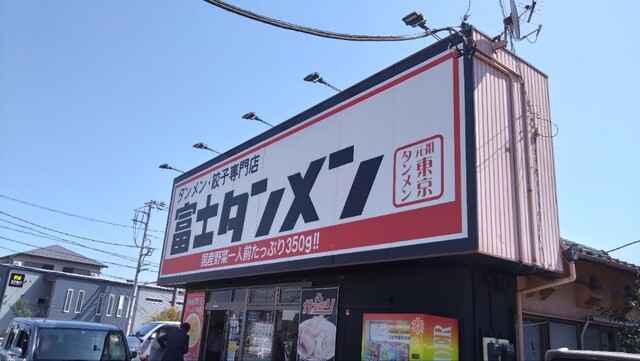 タンメン・餃子専門店
富士タンメン
国産野菜一人前たっぷり350g!!
元祖
東京
タンメン